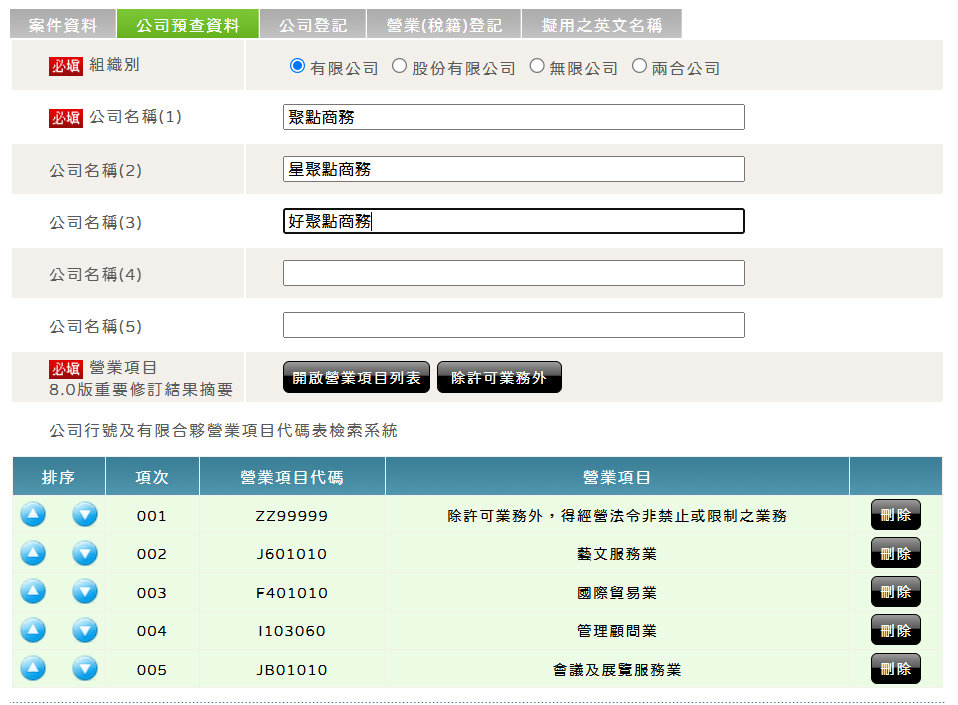 案件資料 公司預查資料 公司登記 營業(稅籍)登記 擬用之英文名稱
必填 組織別 有限公司 股份有限公司 無限公司 兩合公司
必填 公司名稱(1) 聚點商務
公司名稱(2) 星聚點商務
公司名稱(3) 好聚點商務
公司名稱(4)
公司名稱(5)
必填 營業項目
8.0版重要修訂結果摘要 開啟營業項目列表 除許可業務外
公司行號及有限合夥營業項目代碼表檢索系統
排序 項次 營業項目代碼 營業項目
001 ZZ99999 除許可業務外，得經營法令非禁止或限制之業務 刪除
002 J601010 藝文服務業 刪除
003 F401010 國際貿易業 刪除
004 I103060 管理顧問業 刪除
005 JB01010 會議及展覽服務業 刪除